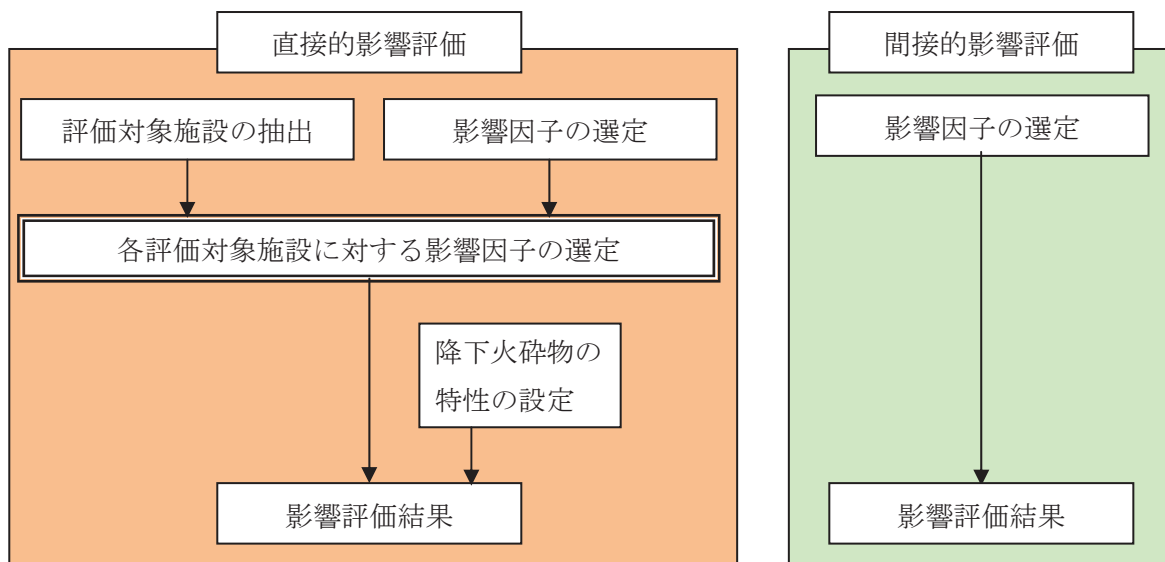 直接的影響評価
評価対象施設の抽出
影響因子の選定
各評価対象施設に対する影響因子の選定
降下火砕物の
特性の設定
影響評価結果
間接的影響評価
影響因子の選定
影響評価結果